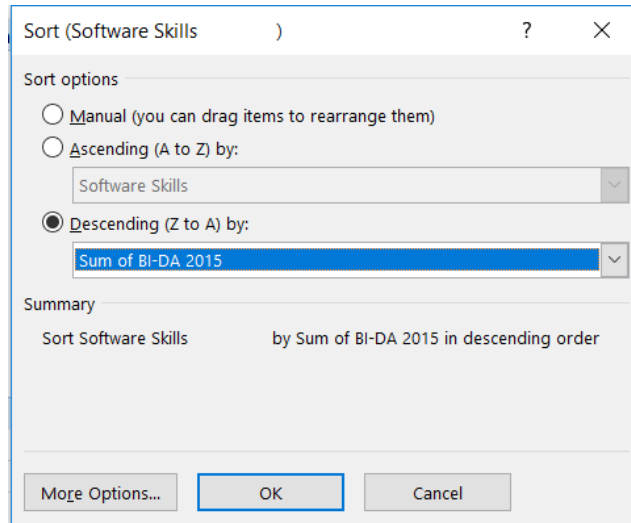 Sort (Software Skills )
Sort options
Manual (you can drag items to rearrange them)
Ascending (A to Z) by:
Software Skills
Descending (Z to A) by:
Sum of BI-DA 2015
Summary
Sort Software Skills by Sum of BI-DA 2015 in descending order
More Options... OK Cancel